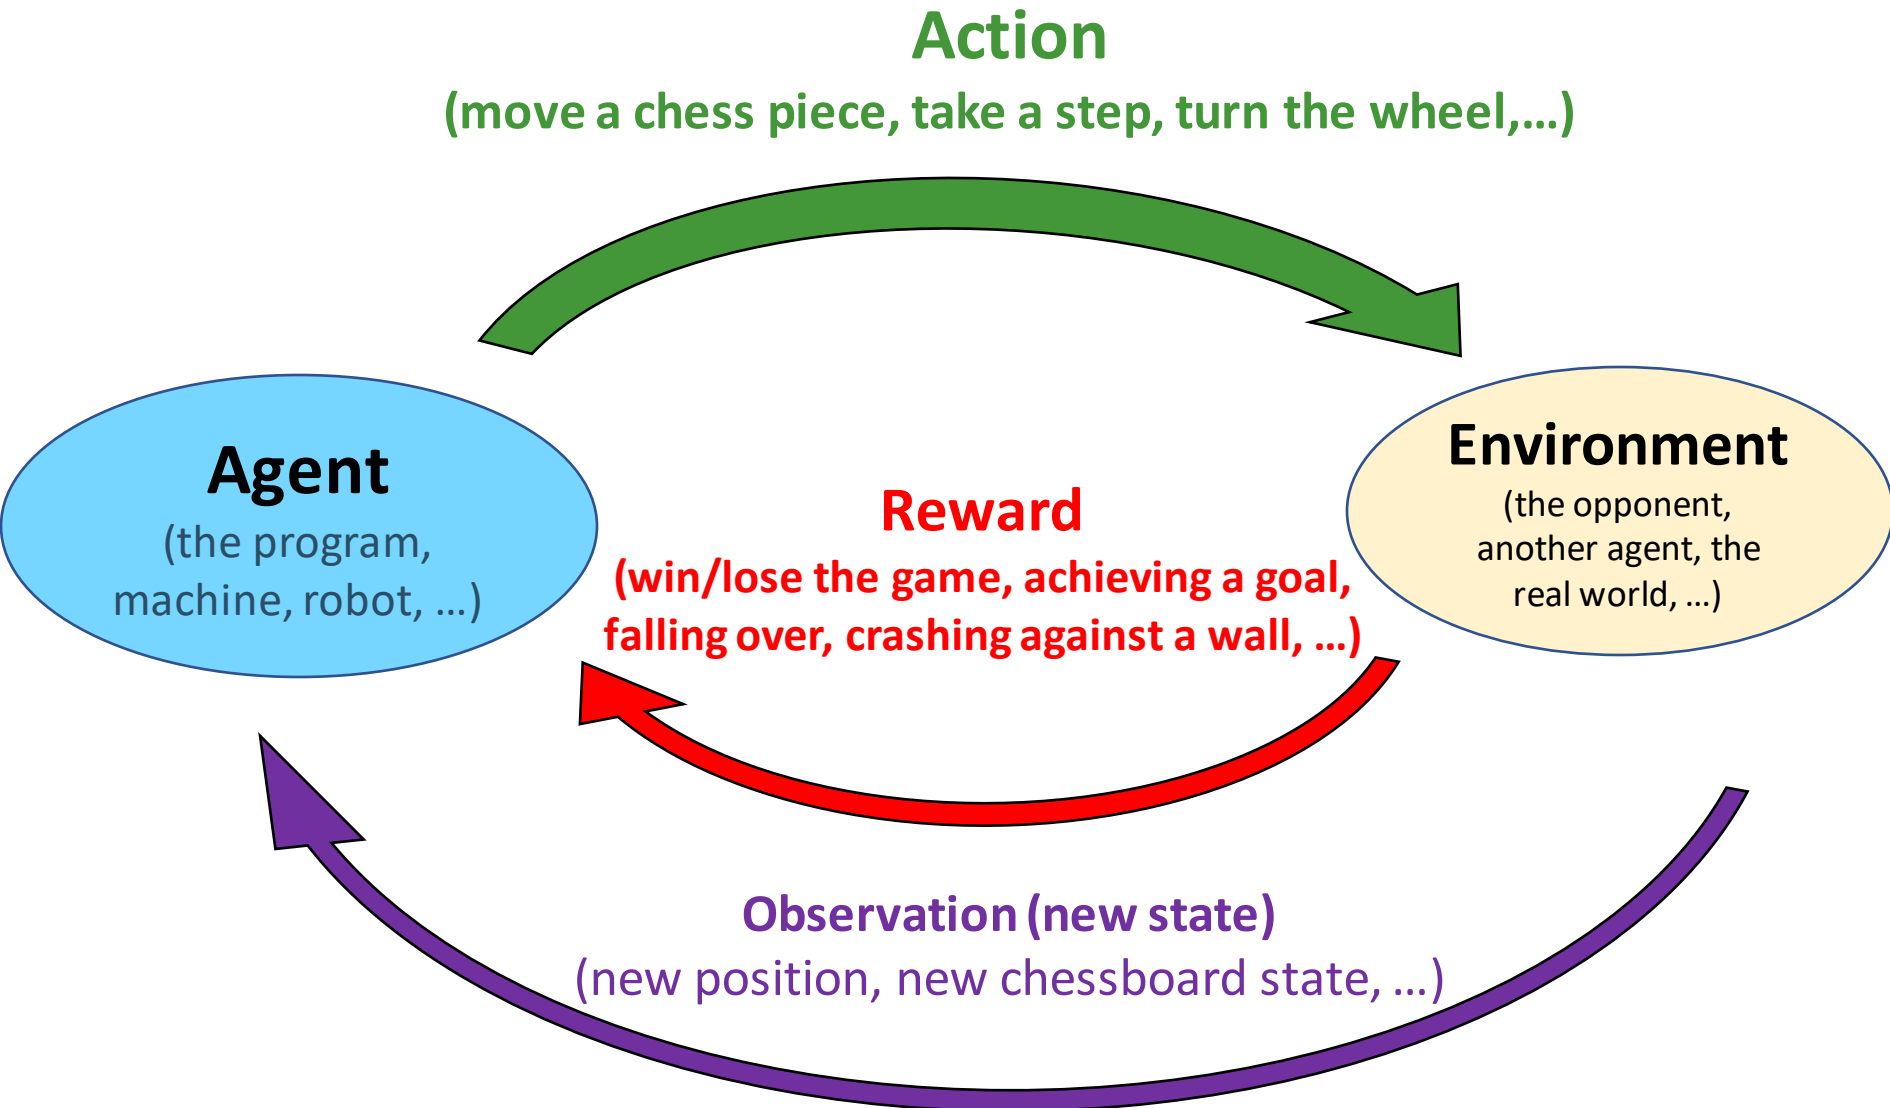 Action
(move a chess piece, take a step, turn the wheel,...)
Agent
(the program,
machine, robot, ...)
Reward
(win/lose the game, achieving a goal,
falling over, crashing against a wall, ...)
Environment
(the opponent,
another agent, the
real world, ...)
Observation (new state)
(new position, new chessboard state, ...)